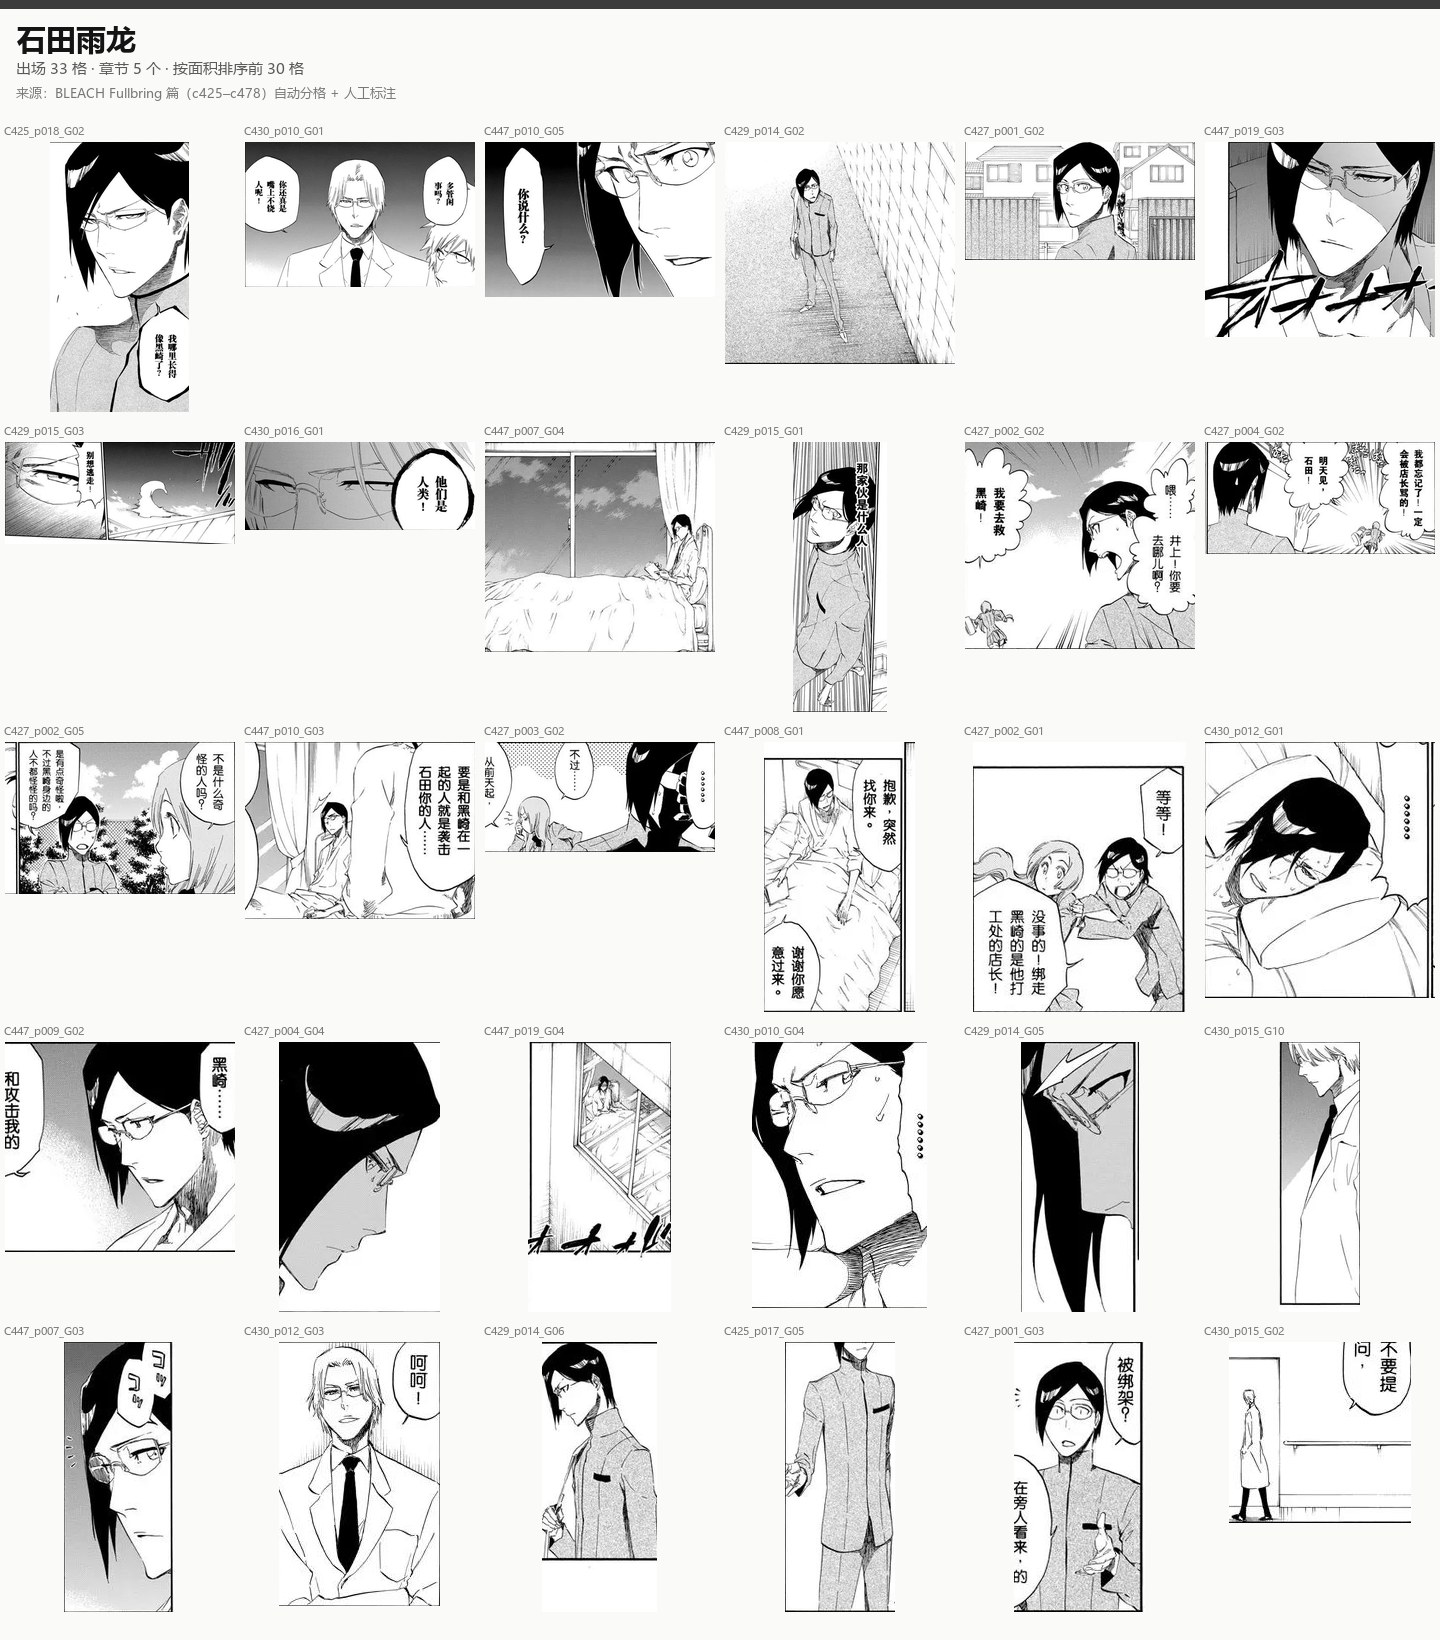 石田雨龙
出场 33 格 · 章节 5 个 · 按面积排序前 30 格
来源：BLEACH Fullbring 篇（c425–c478）自动分格 + 人工标注
C425_p018_G02
我哪里长得
像黑崎了？
C430_p010_G01
多管闲
事吗？
你还真是
嘴上不饶
人呢！
C447_p010_G05
你说什么？
C429_p014_G02
C427_p001_G02
C447_p019_G03
C429_p015_G03
别想逃走！
C430_p016_G01
他们是
人类！
C447_p007_G04
C429_p015_G01
那家伙是什么人
C427_p002_G02
喂……
井上！你要
去哪儿啊？
我要去救
黑崎！
C427_p004_G02
我都忘记了！一定
会被店长骂的！
明天见，
石田！
C427_p002_G05
不是什么奇
怪的人吗？
是有点奇怪啦，
不过黑崎身边的
人不都怪怪的吗？
C447_p010_G03
要是和黑崎在一
起的人就是袭击
石田你的人……
C427_p003_G02
……
不过……
从前天起，
C447_p008_G01
抱歉，突然
找你来。
谢谢你愿
意过来。
C427_p002_G01
等等！
没事的！绑走
黑崎的是他打
工处的店长！
C430_p012_G01
……
C447_p009_G02
黑崎……
和攻击我的
C427_p004_G04
C447_p019_G04
C430_p010_G04
……
C429_p014_G05
C430_p015_G10
C447_p007_G03
コッ
コッ
C430_p012_G03
呵呵！
C429_p014_G06
C425_p017_G05
C427_p001_G03
被绑架？
在旁人看来，的
C430_p015_G02
不要提
问，